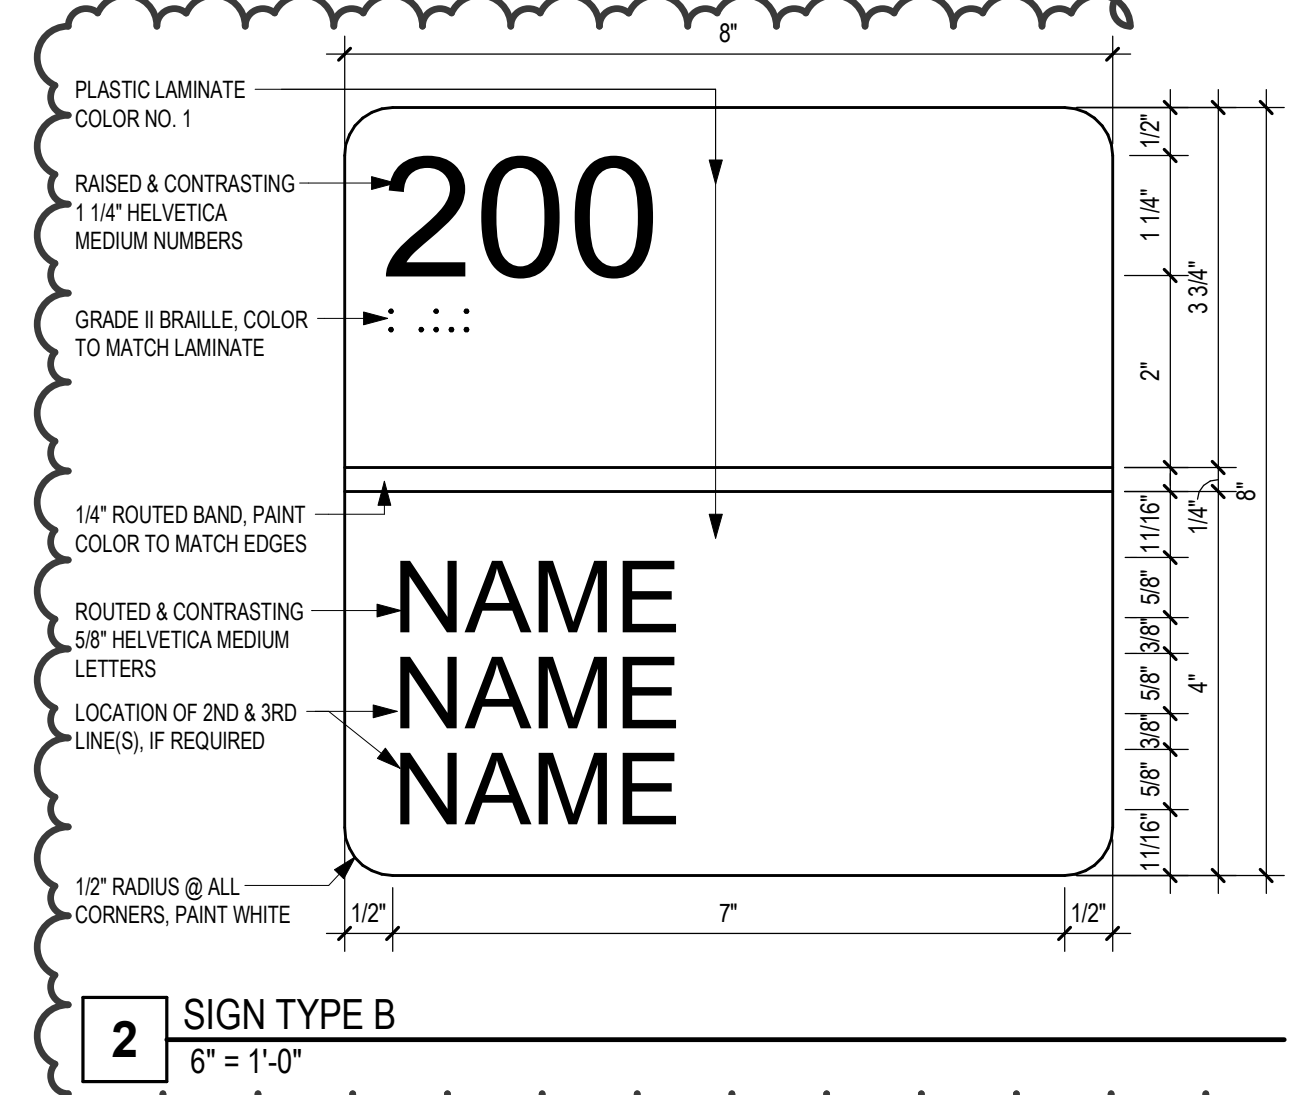 8"
PLASTIC LAMINATE
COLOR NO. 1
RAISED & CONTRASTING
1 1/4" HELVETICA
MEDIUM NUMBERS
GRADE II BRAILLE, COLOR
TO MATCH LAMINATE
1/4" ROUTED BAND, PAINT
COLOR TO MATCH EDGES
ROUTED & CONTRASTING
5/8" HELVETICA MEDIUM
LETTERS
LOCATION OF 2ND & 3RD
LINE(S), IF REQUIRED
1/2" RADIUS @ ALL
CORNERS, PAINT WHITE
200
NAME
NAME
NAME
1/2"
1 1/4"
2"
11/16"
5/8"
3/8"
5/8"
3/8"
5/8"
11/16"
3 3/4"
1/4"
4"
8"
1/2"
7"
1/2"
2
SIGN TYPE B
6" = 1'-0"